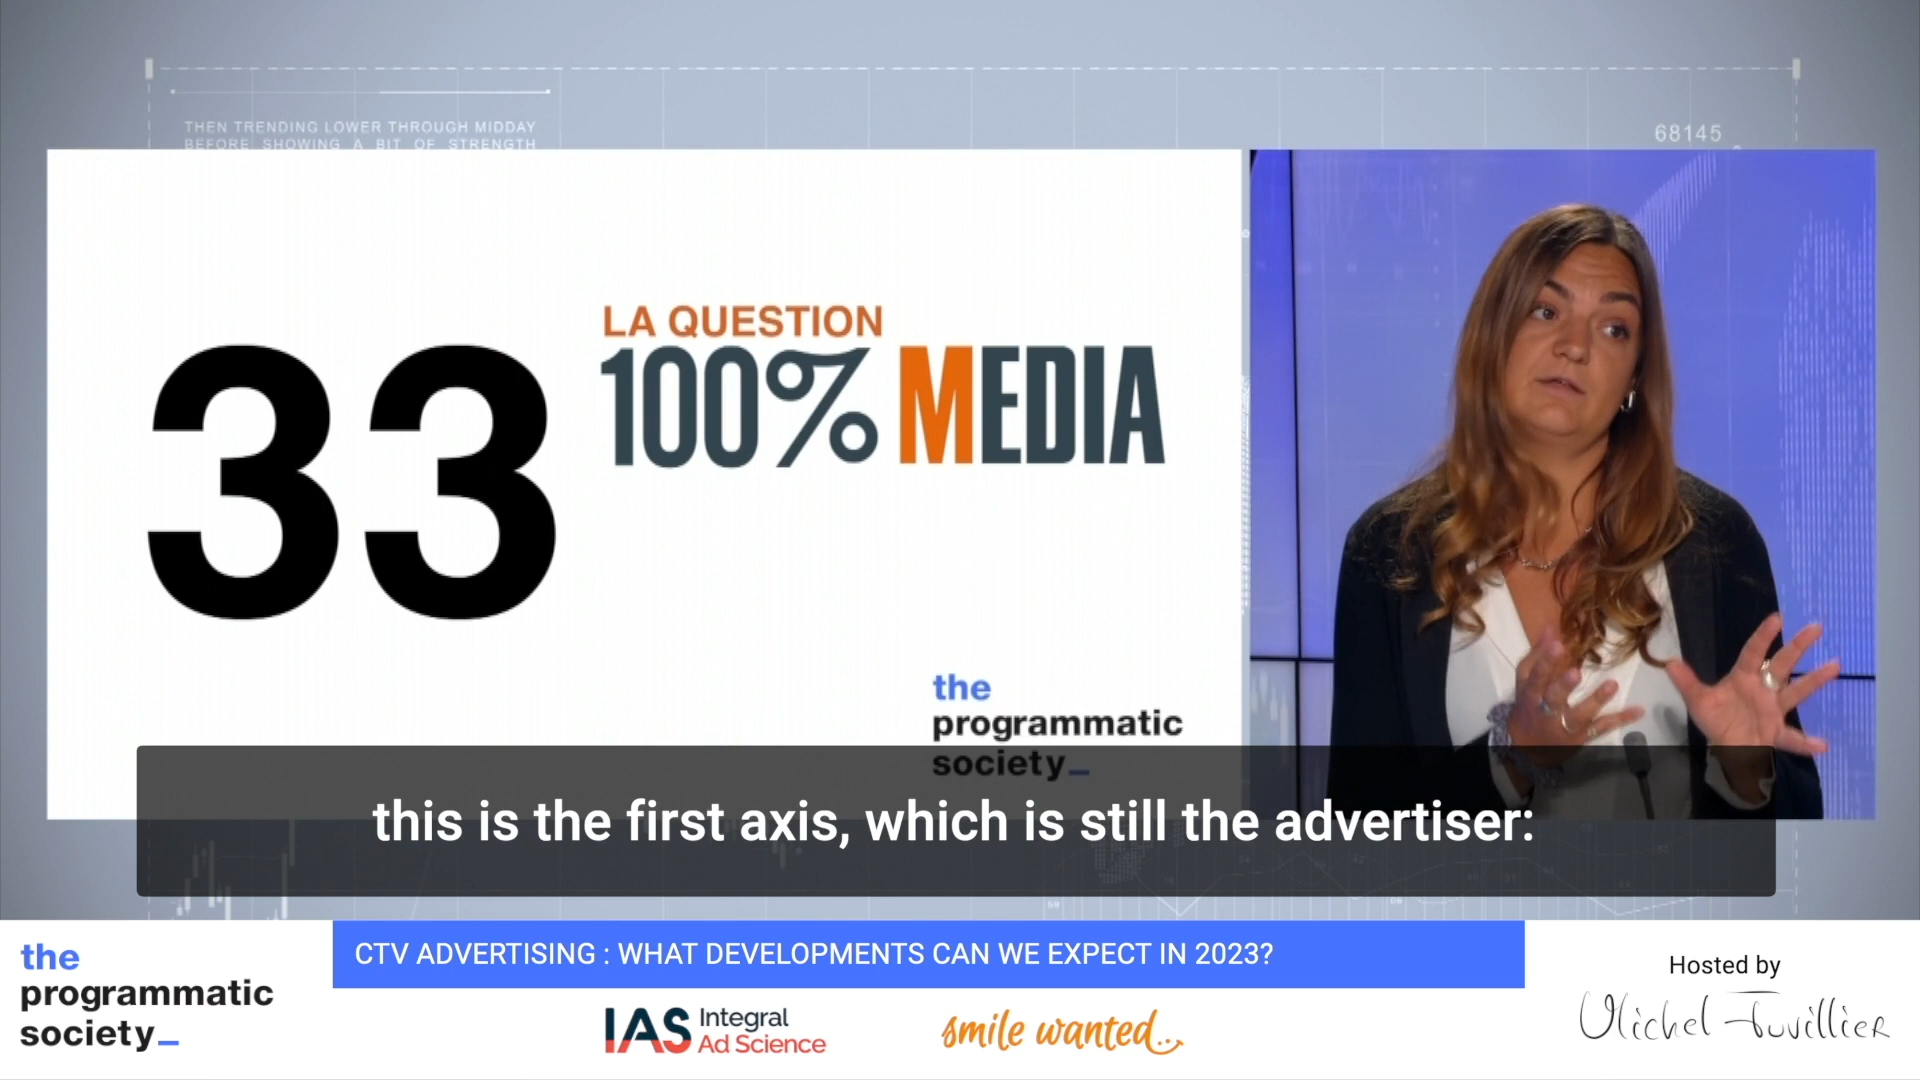 THEN TRENDING LOWER THROUGH MIDDAY
BEFORE SHOWING A BIT OF STRENGTH
68145
33
LA QUESTION
100% MEDIA
the
programmatic
society_
this is the first axis, which is still the advertiser:
the
programmatic
society_
CTV ADVERTISING : WHAT DEVELOPMENTS CAN WE EXPECT IN 2023?
IAS Integral
Ad Science
smile wanted..
Hosted by
Michel Juvillier